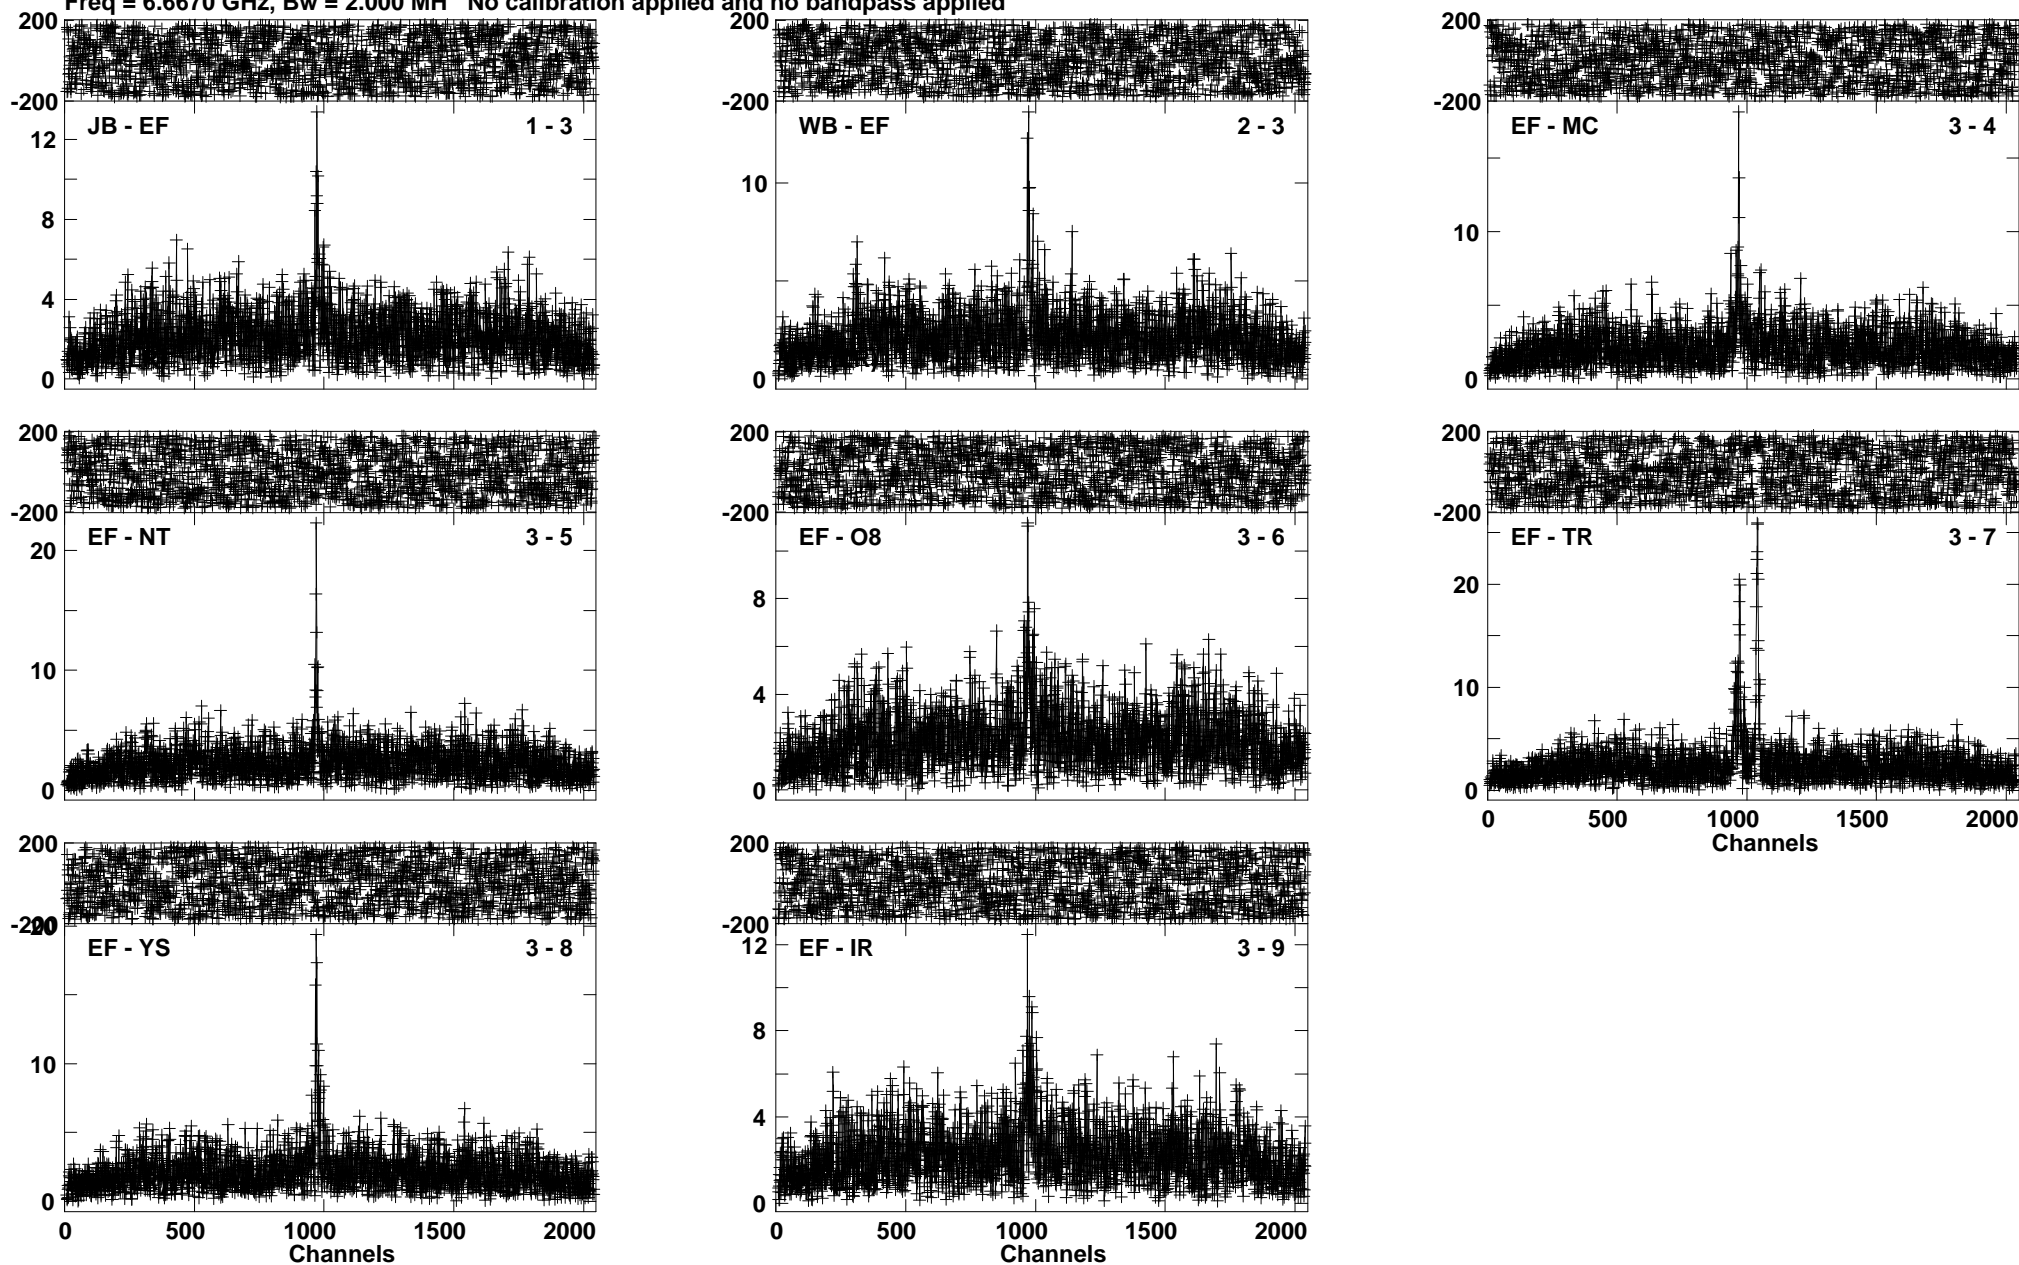 Freq = 6.6670 GHz, Bw = 2.000 MH   No calibration applied and no bandpass applied
200 200 200
-200 -200 -200
JB - EF 1 - 3 WB - EF 2 - 3 EF - MC 3 - 4
12
10
8 10
4
0 0 0
200 200 200
-200 -200 -200
EF - NT 3 - 5 EF - O8 3 - 6 EF - TR 3 - 7
20
8 20
10
4 10
0 0 0
0 500 1000 1500 2000
Channels
200 200
-200 20 -200
EF - YS 3 - 8 EF - IR 3 - 9
12
8
10
4
0 0
0 500 1000 1500 2000 0 500 1000 1500 2000
Channels Channels